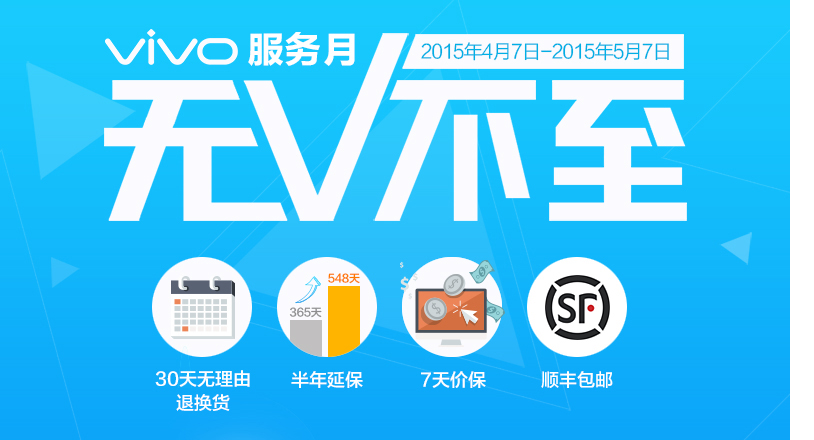 vivo 服务月
2015年4月7日-2015年5月7日
无V不至
365天
548天
SF
30天无理由
退换货
半年延保
7天价保
顺丰包邮